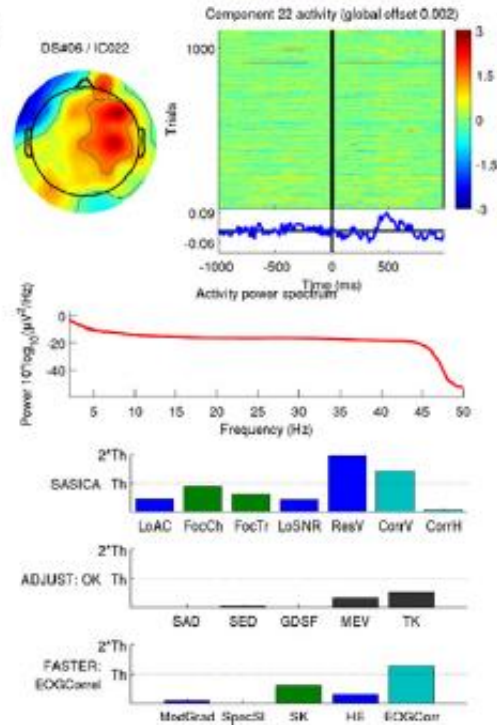 DS#06 / IC022
Component 22 activity (global offset 0.002)
Trials
1000
3
1.5
0
-1.5
-3
0.09
-0.06
-1000 -500 0 500
Time (ms)
Activity power spectrum
Power 10*log10(µV²/Hz)
0
-20
-40
5 10 15 20 25 30 35 40 45 50
Frequency (Hz)
SASICA
2*Th
Th
LoAC FocCh FocTr LoSNR ResV CorrV CorrH
ADJUST: OK
2*Th
Th
SAD SED GDSF MEV TK
FASTER:
EOGCorrel
2*Th
Th
MedGrad SpecSl SK HE EOGCorr